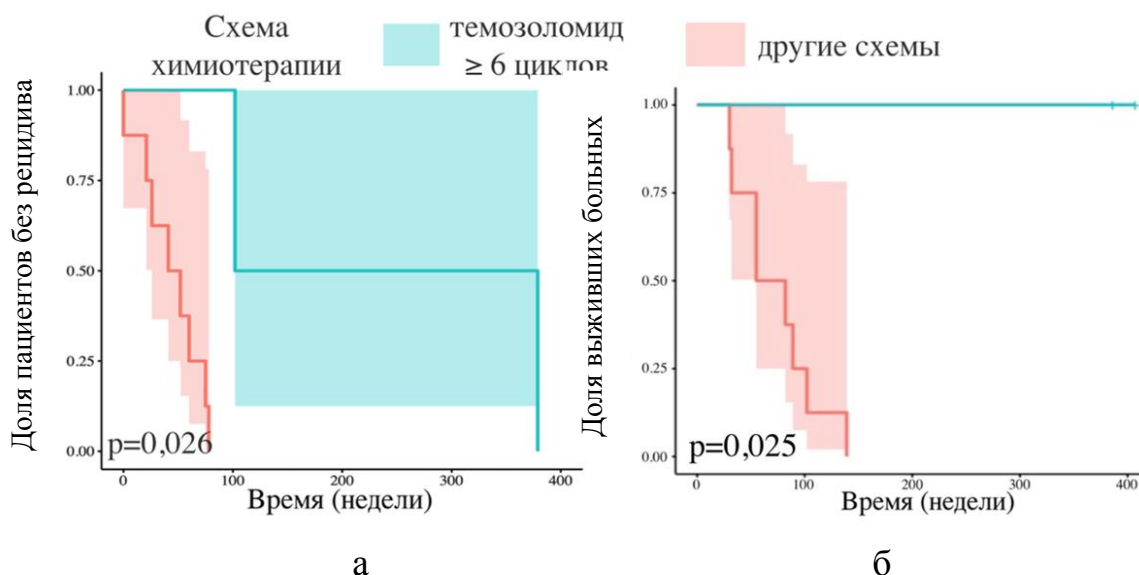 Схема
химиотерапии
темозоломид
≥ 6 циклов
другие схемы
Доля пациентов без рецидива
1.00
0.75
0.50
0.25
0.00
p=0,026
0
100
200
300
400
Время (недели)
а
Доля выживших больных
1.00
0.75
0.50
0.25
0.00
p=0,025
0
100
200
300
400
Время (недели)
б